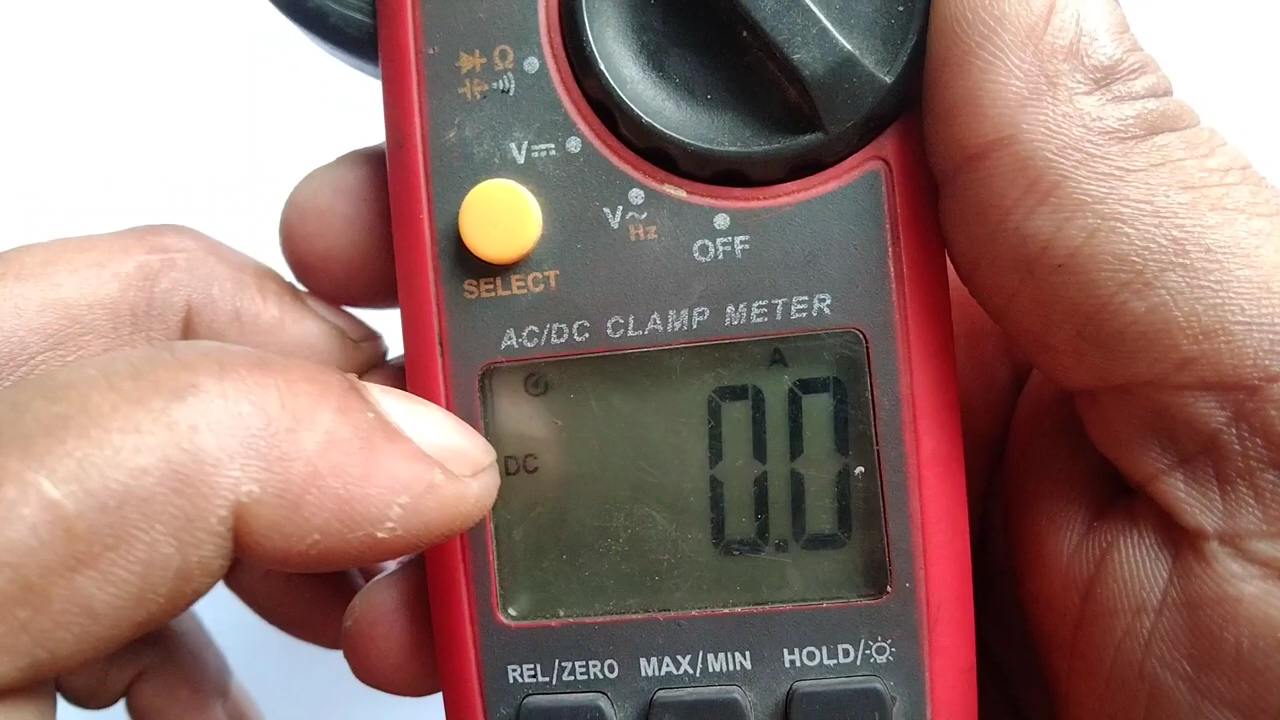 Ω
V
V~
Hz
OFF
SELECT
AC/DC CLAMP METER
A
DC
0.0
REL/ZERO MAX/MIN HOLD/